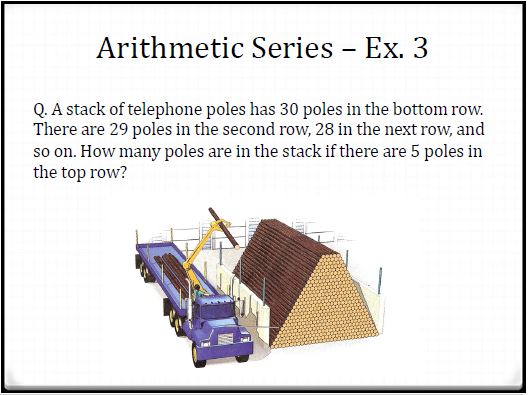 Arithmetic Series – Ex. 3
Q. A stack of telephone poles has 30 poles in the bottom row.
There are 29 poles in the second row, 28 in the next row, and
so on. How many poles are in the stack if there are 5 poles in
the top row?